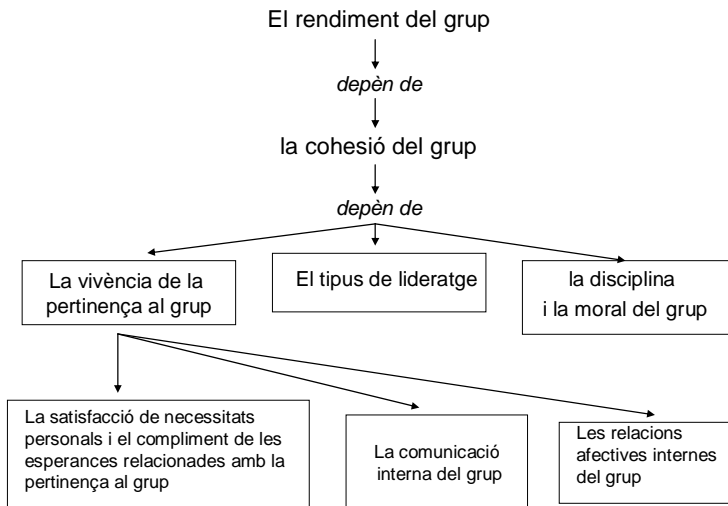 El rendiment del grup
depèn de
la cohesió del grup
depèn de
La vivència de la
pertinença al grup
El tipus de lideratge
la disciplina
i la moral del grup
La satisfacció de necessitats
personals i el compliment de les
esperances relacionades amb la
pertinença al grup
La comunicació
interna del grup
Les relacions
afectives internes
del grup